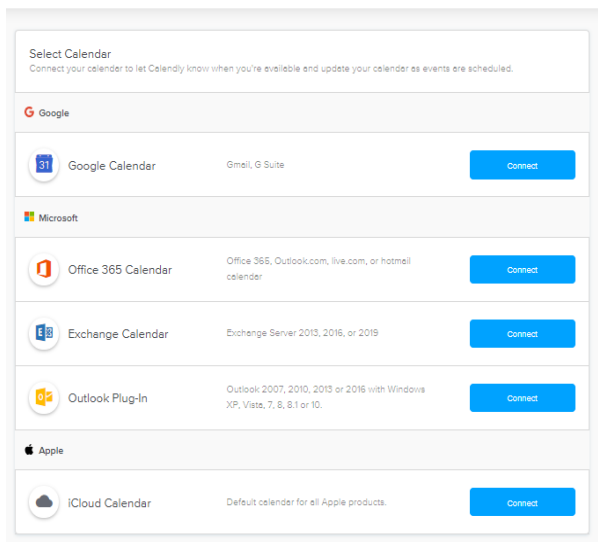 Select Calendar
Connect your calendar to let Calendly know when you're available and update your calendar as events are scheduled.
G Google
31 Google Calendar Gmail, G Suite Connect
Microsoft
Office 365 Calendar Office 365, Outlook.com, live.com, or hotmail
calendar Connect
E Exchange Calendar Exchange Server 2013, 2016, or 2019 Connect
o Outlook Plug-In Outlook 2007, 2010, 2013 or 2016 with Windows
XP, Vista, 7, 8, 8.1 or 10. Connect
Apple
iCloud Calendar Default calendar for all Apple products. Connect